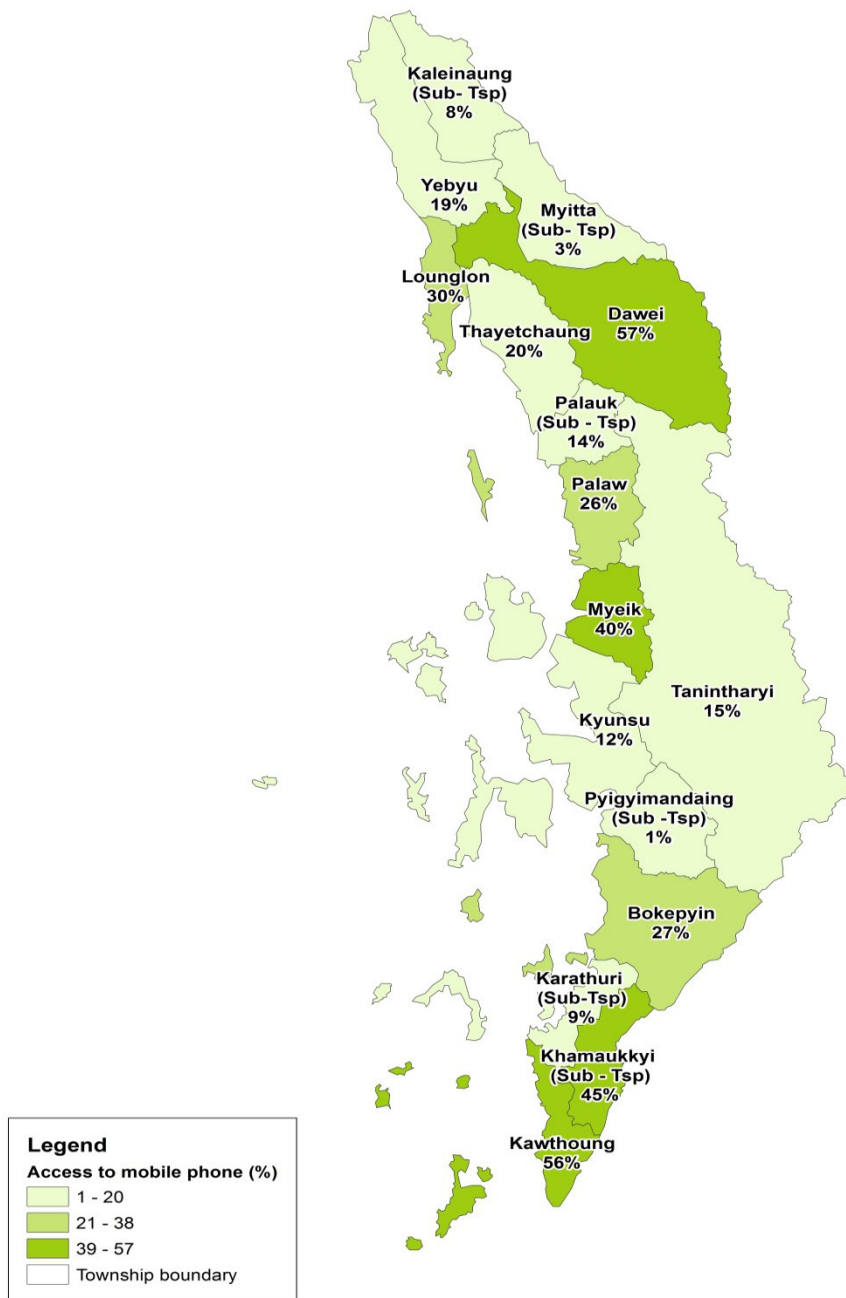 Kaleinaung
(Sub- Tsp)
8%
Yebyu
19%
Myitta
(Sub- Tsp)
3%
Lounglon
30%
Dawei
57%
Thayetchaung
20%
Palauk
(Sub - Tsp)
14%
Palaw
26%
Myeik
40%
Tanintharyi
15%
Kyunsu
12%
Pyigyimandaing
(Sub -Tsp)
1%
Bokepyin
27%
Karathuri
(Sub-Tsp)
9%
Khamaukkyi
(Sub - Tsp)
45%
Kawthoung
56%
Legend
Access to mobile phone (%)
1 - 20
21 - 38
39 - 57
Township boundary